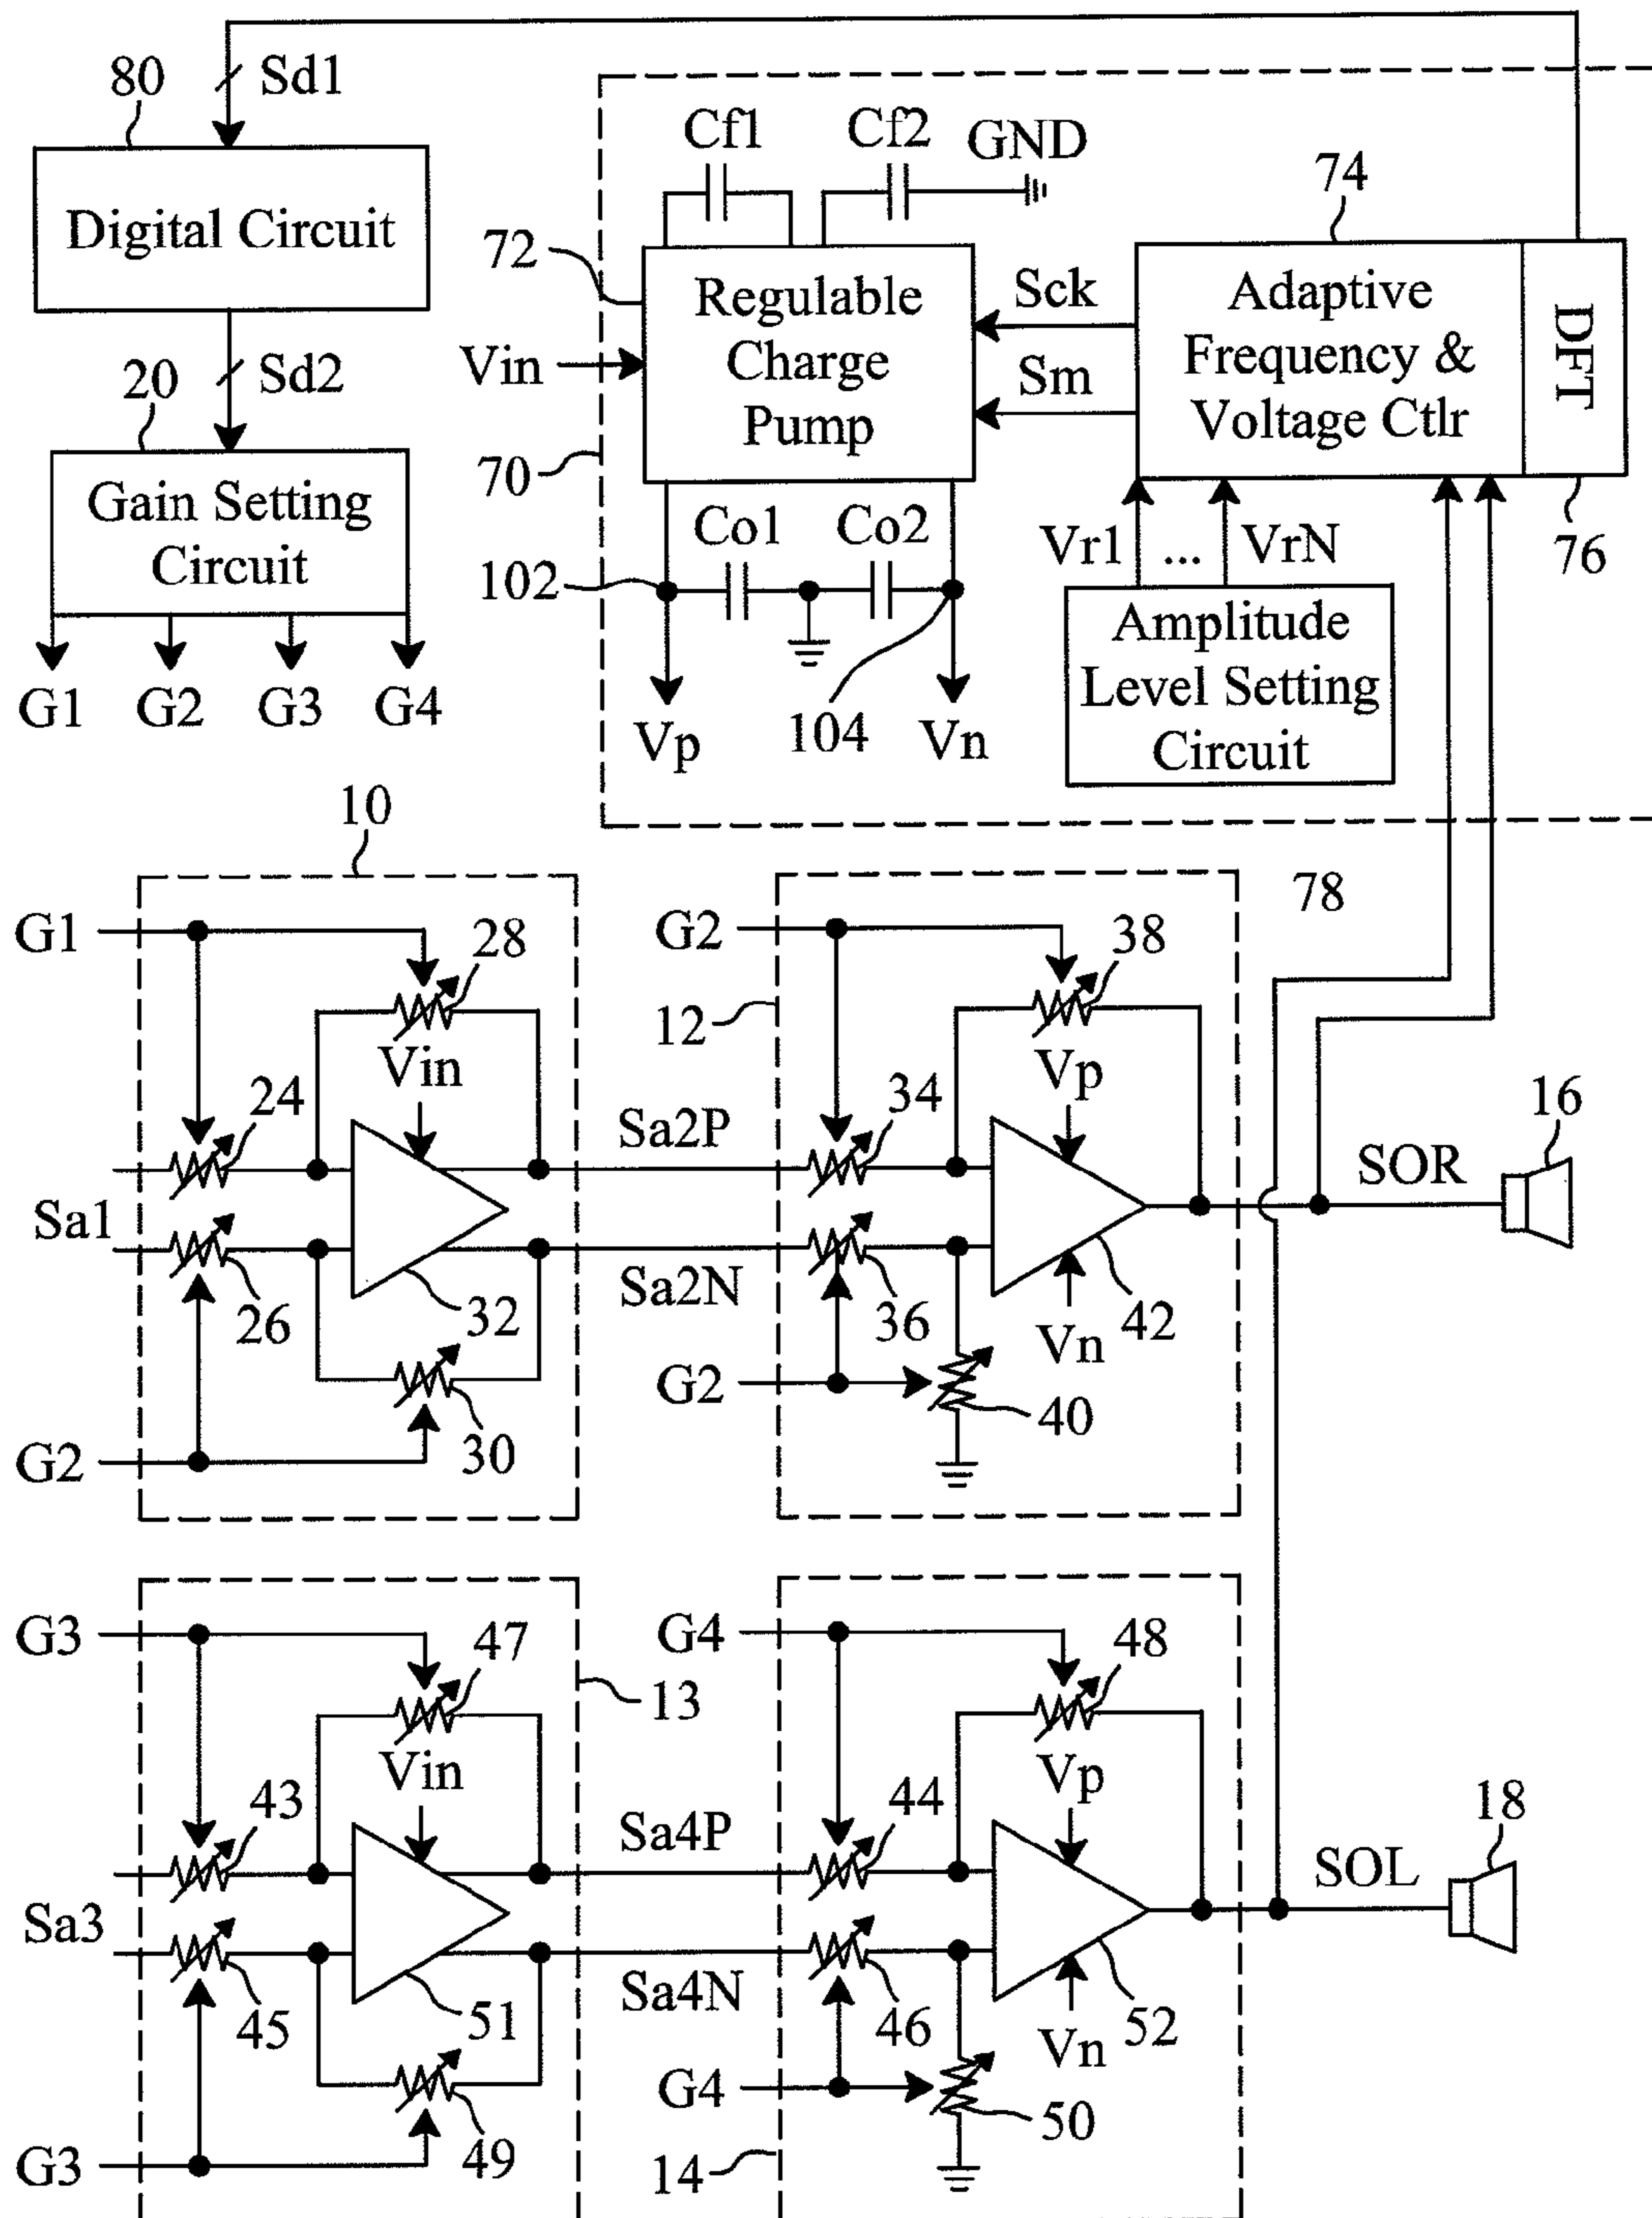 80
Sd1
Digital Circuit
20
Sd2
Gain Setting
Circuit
G1
G2
G3
G4
Cf1
Cf2
GND
72
Regulable
Charge
Pump
Vin
70
Sck
Sm
74
Adaptive
Frequency &
Voltage Ctlr
DFT
76
Co1
Co2
102
104
Vp
Vn
Vr1
...
VrN
Amplitude
Level Setting
Circuit
78
10
G1
28
Vin
24
Sa1
26
32
30
G2
Sa2P
Sa2N
12
G2
38
Vp
34
36
42
Vn
G2
40
SOR
16
G3
47
13
Vin
43
Sa3
45
51
49
G3
Sa4P
Sa4N
G4
48
Vp
44
46
52
Vn
G4
50
14
SOL
18